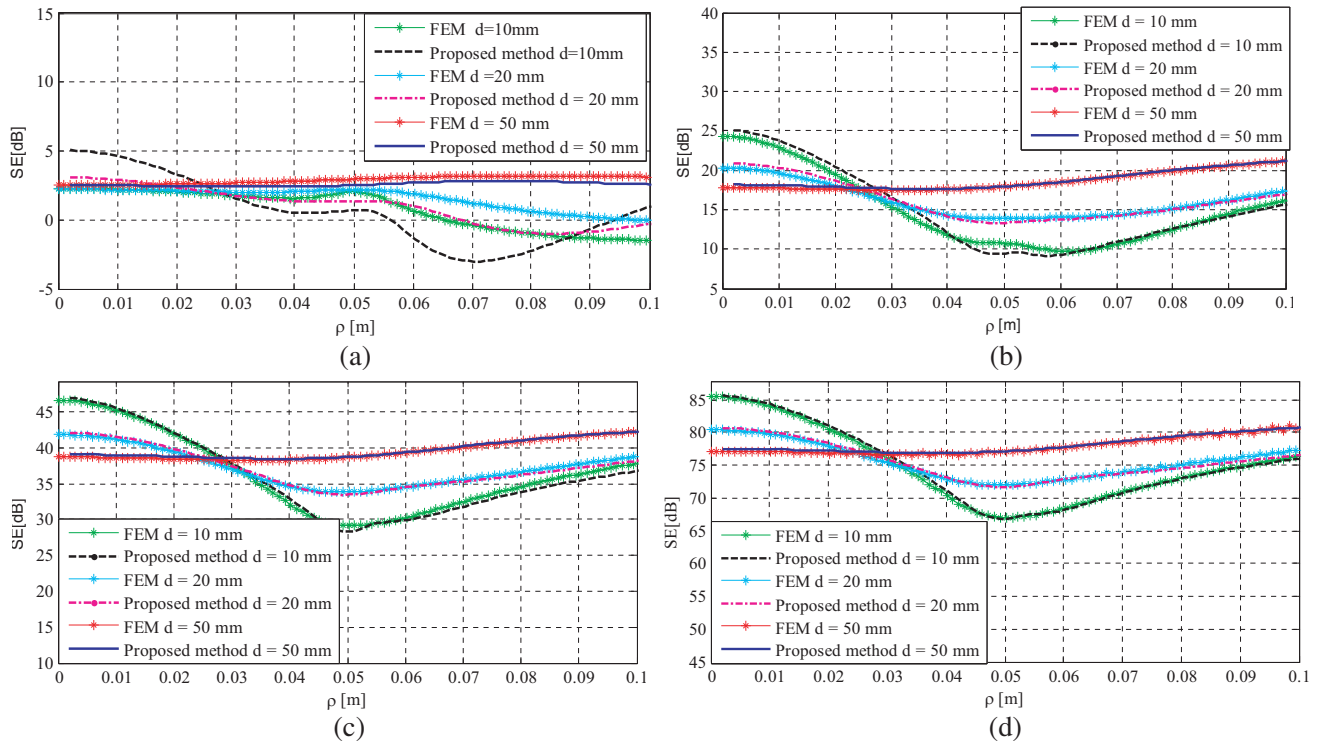 15
10
5
0
-5
SE [dB]
0 0.01 0.02 0.03 0.04 0.05 0.06 0.07 0.08 0.09 0.1
ρ [m]
FEM d=10mm
Proposed method d=10mm
FEM d =20 mm
Proposed method d = 20 mm
FEM d = 50 mm
Proposed method d = 50 mm
(a)
40
35
30
25
20
15
10
5
SE [dB]
0 0.01 0.02 0.03 0.04 0.05 0.06 0.07 0.08 0.09 0.1
ρ [m]
FEM d = 10 mm
Proposed method d = 10 mm
FEM d = 20 mm
Proposed method d = 20 mm
FEM d = 50 mm
Proposed method d = 50 mm
(b)
45
40
35
30
25
20
15
10
SE [dB]
0 0.01 0.02 0.03 0.04 0.05 0.06 0.07 0.08 0.09 0.1
ρ [m]
FEM d = 10 mm
Proposed method d = 10 mm
FEM d = 20 mm
Proposed method d = 20 mm
FEM d = 50 mm
Proposed method d = 50 mm
(c)
85
80
75
70
65
60
55
50
45
SE[dB]
0 0.01 0.02 0.03 0.04 0.05 0.06 0.07 0.08 0.09 0.1
ρ [m]
FEM d = 10 mm
Proposed method d = 10 mm
FEM d = 20 mm
Proposed method d = 20 mm
FEM d = 50 mm
Proposed method d = 50 mm
(d)